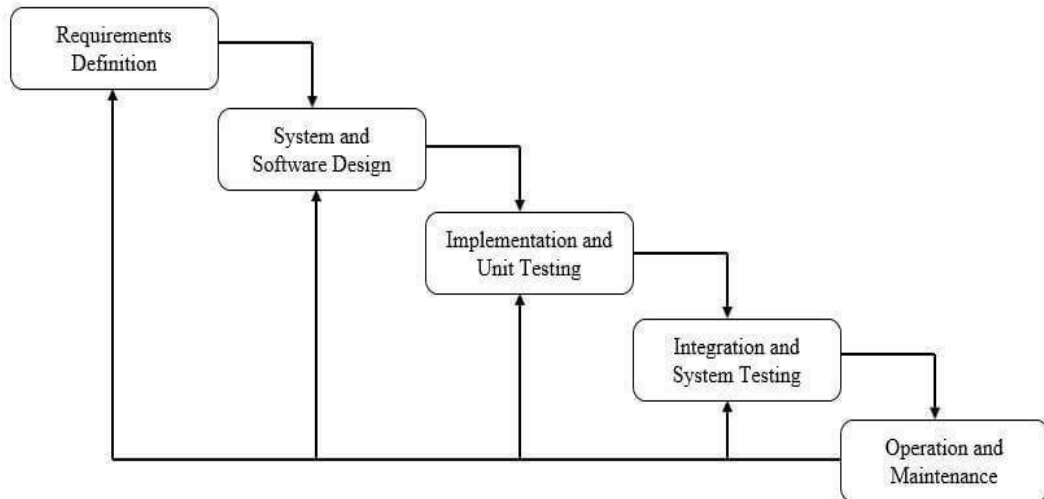 Requirements
Definition
System and
Software Design
Implementation and
Unit Testing
Integration and
System Testing
Operation and
Maintenance